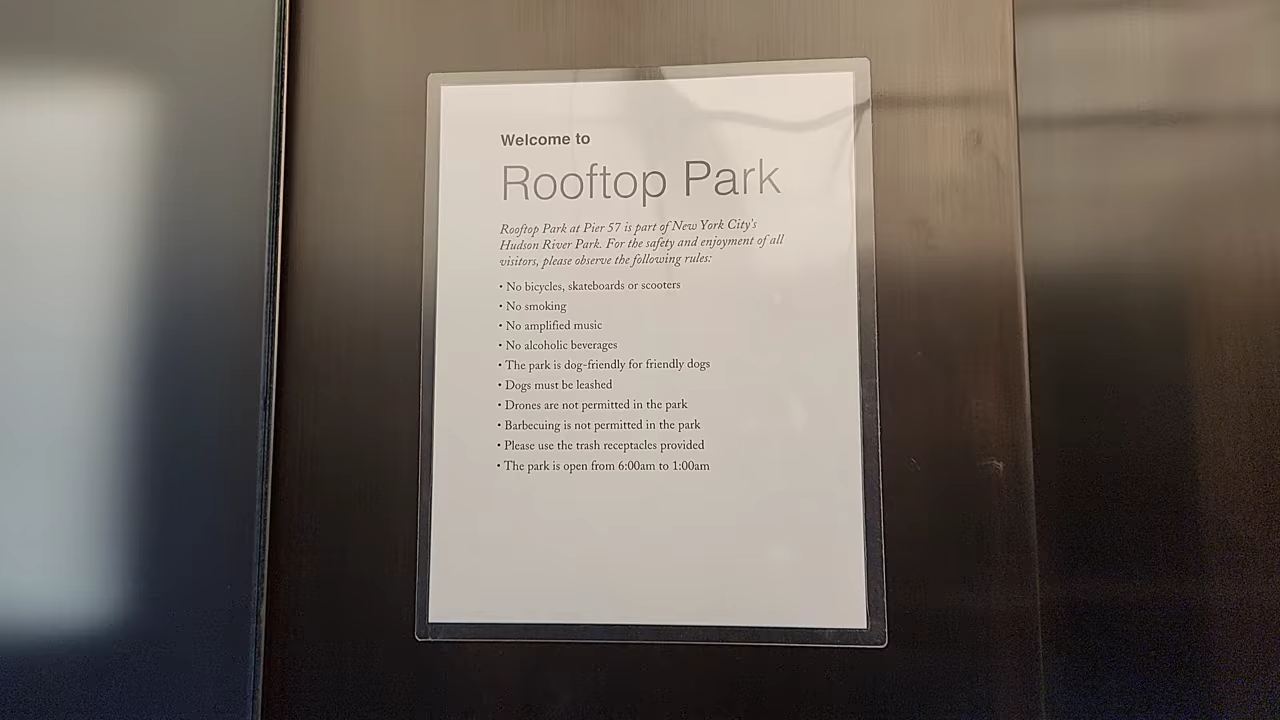 Welcome to
Rooftop Park
Rooftop Park at Pier 57 is part of New York City's
Hudson River Park. For the safety and enjoyment of all
visitors, please observe the following rules:
• No bicycles, skateboards or scooters
• No smoking
• No amplified music
• No alcoholic beverages
• The park is dog-friendly for friendly dogs
• Dogs must be leashed
• Drones are not permitted in the park
• Barbecuing is not permitted in the park
• Please use the trash receptacles provided
• The park is open from 6:00am to 1:00am